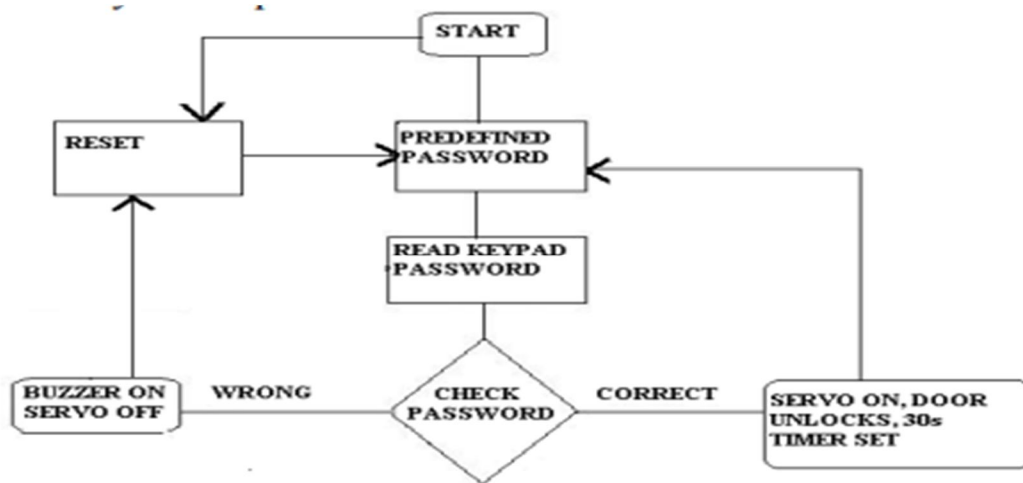 START
RESET
PREDEFINED
PASSWORD
READ KEYPAD
PASSWORD
BUZZER ON
SERVO OFF
WRONG
CHECK
PASSWORD
CORRECT
SERVO ON, DOOR
UNLOCKS, 30s
TIMER SET